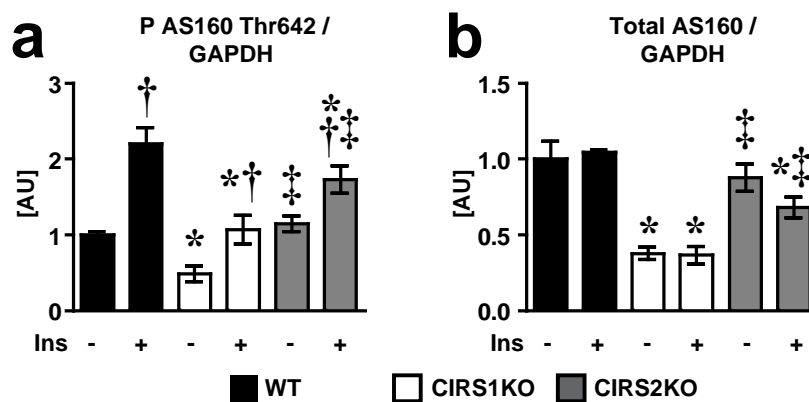 a
P AS160 Thr642 /
GAPDH
3
2
1
0
[AU]
†
*
*†
‡
*
†‡
Ins - + - + - +
b
Total AS160 /
GAPDH
1.5
1.0
0.5
0.0
[AU]
*
*
‡
*‡
Ins - + - + - +
WT CIRS1KO CIRS2KO